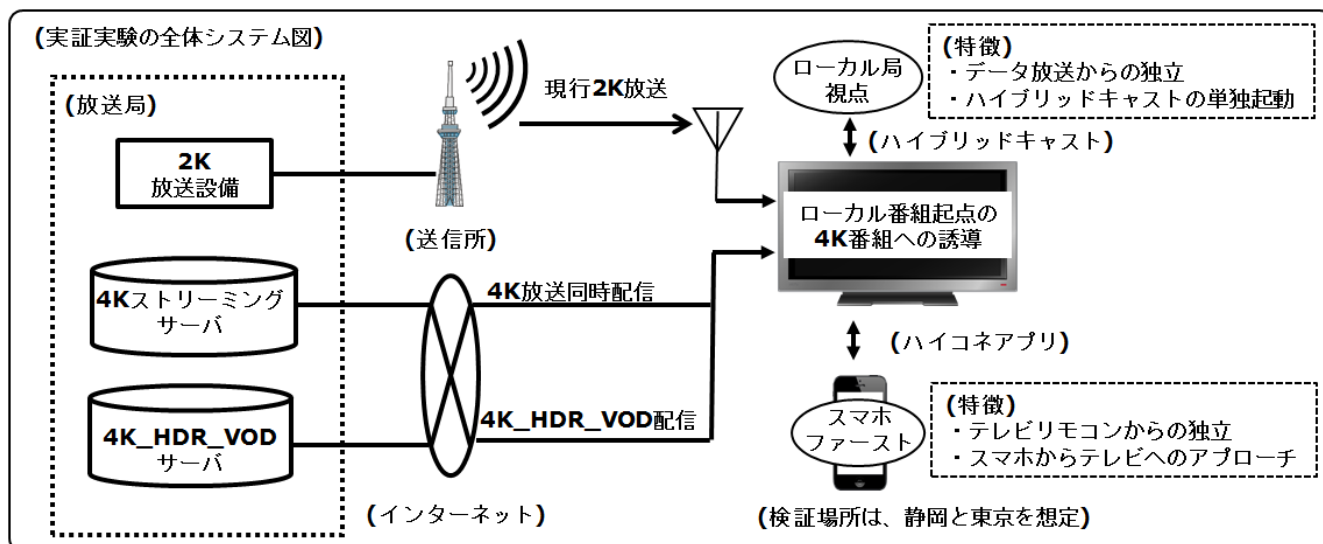 (実証実験の全体システム図)
(放送局)
2K
放送設備
4Kストリーミング
サーバ
4K_HDR_VOD
サーバ
(送信所)
現行2K放送
4K放送同時配信
4K_HDR_VOD配信
(インターネット)
ローカル局
視点
(特徴)
・データ放送からの独立
・ハイブリッドキャストの単独起動
(ハイブリッドキャスト)
ローカル番組起点の
4K番組への誘導
(ハイコネアプリ)
スマホ
ファースト
(特徴)
・テレビリモコンからの独立
・スマホからテレビへのアプローチ
(検証場所は、静岡と東京を想定)